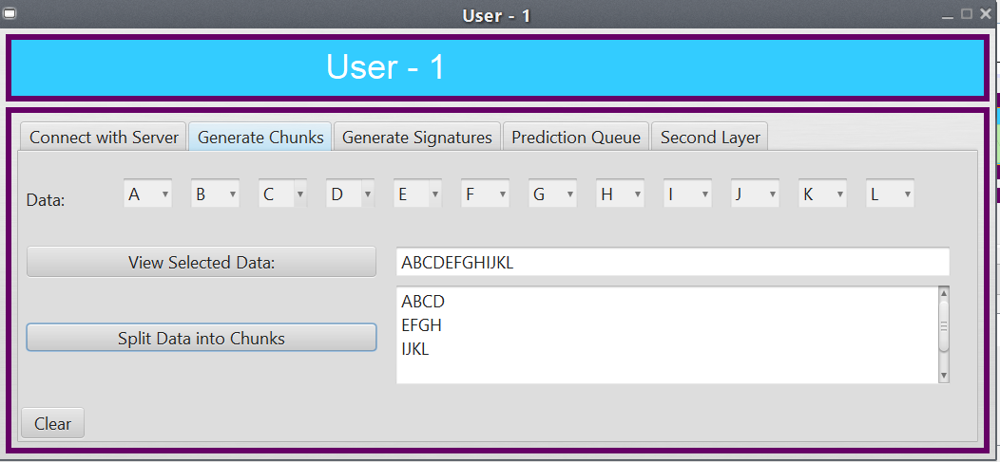 User - 1
User - 1
Connect with Server Generate Chunks Generate Signatures Prediction Queue Second Layer
Data: A B C D E F G H I J K L
View Selected Data: ABCDEFGHIJKL
ABCD
EFGH
Split Data into Chunks
IJKL
Clear